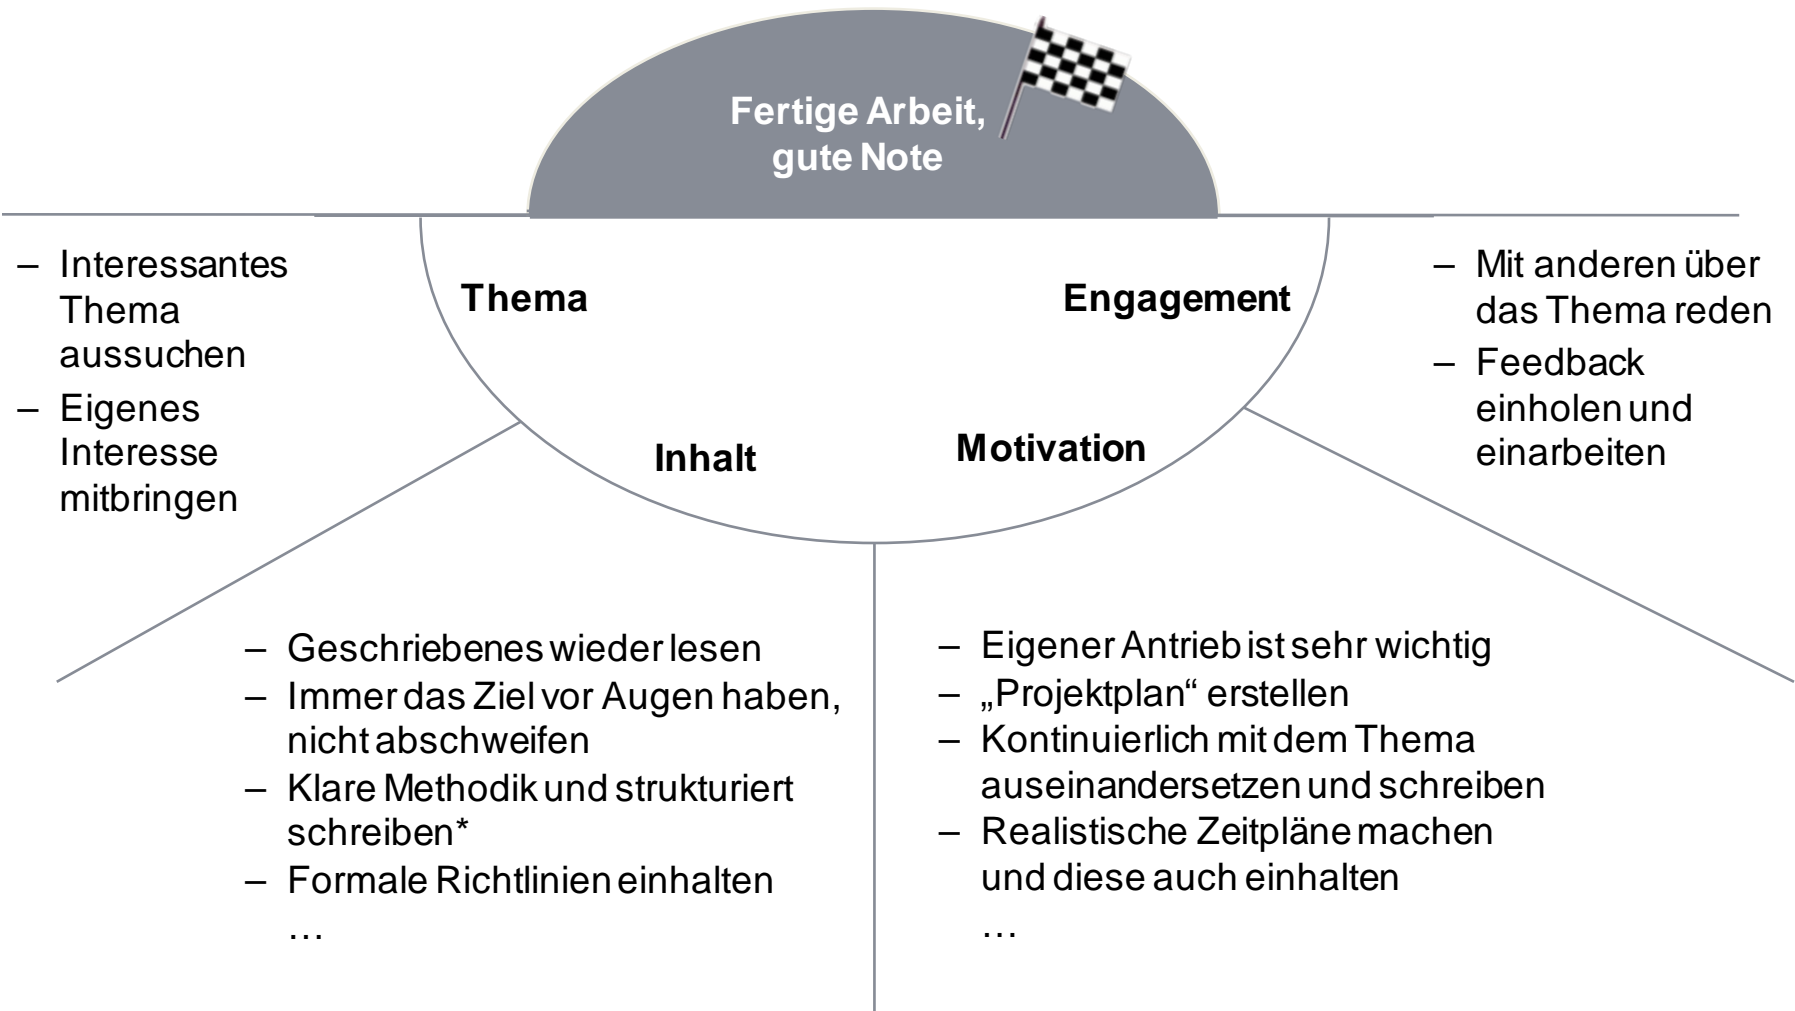 Fertige Arbeit,
gute Note
Thema
Engagement
Inhalt
Motivation
– Interessantes
Thema
aussuchen
– Eigenes
Interesse
mitbringen
– Mit anderen über
das Thema reden
– Feedback
einholen und
einarbeiten
– Geschriebenes wieder lesen
– Immer das Ziel vor Augen haben,
nicht abschweifen
– Klare Methodik und strukturiert
schreiben*
– Formale Richtlinien einhalten
…
– Eigener Antrieb ist sehr wichtig
– „Projektplan“ erstellen
– Kontinuierlich mit dem Thema
auseinandersetzen und schreiben
– Realistische Zeitpläne machen
und diese auch einhalten
…